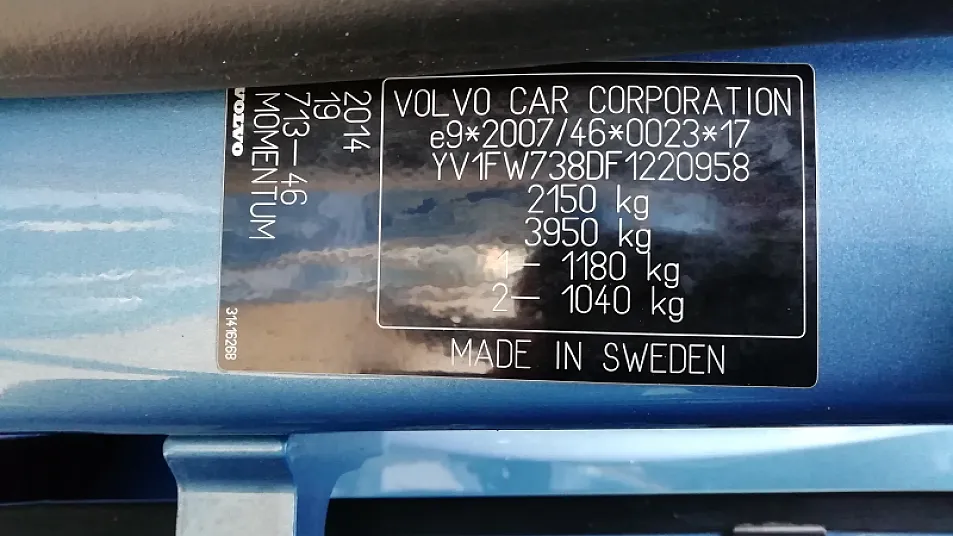 VOLVO CAR CORPORATION
e9*2007/46*0023*17
YV1FW738DF1220958
2150 kg
3950 kg
1— 1180 kg
2— 1040 kg
MADE IN SWEDEN
2014
19
713—46
MOMENTUM
VOLVO
31416268